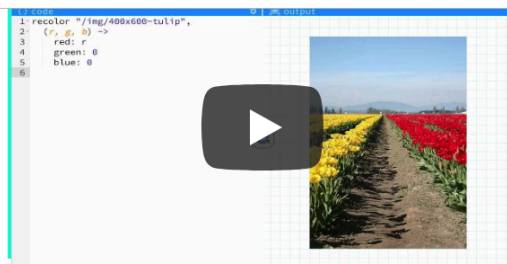 code
output
1 recolor "/img/400x600-tulip",
2 (r, g, b) ->
3 red: r
4 green: 0
5 blue: 0
6